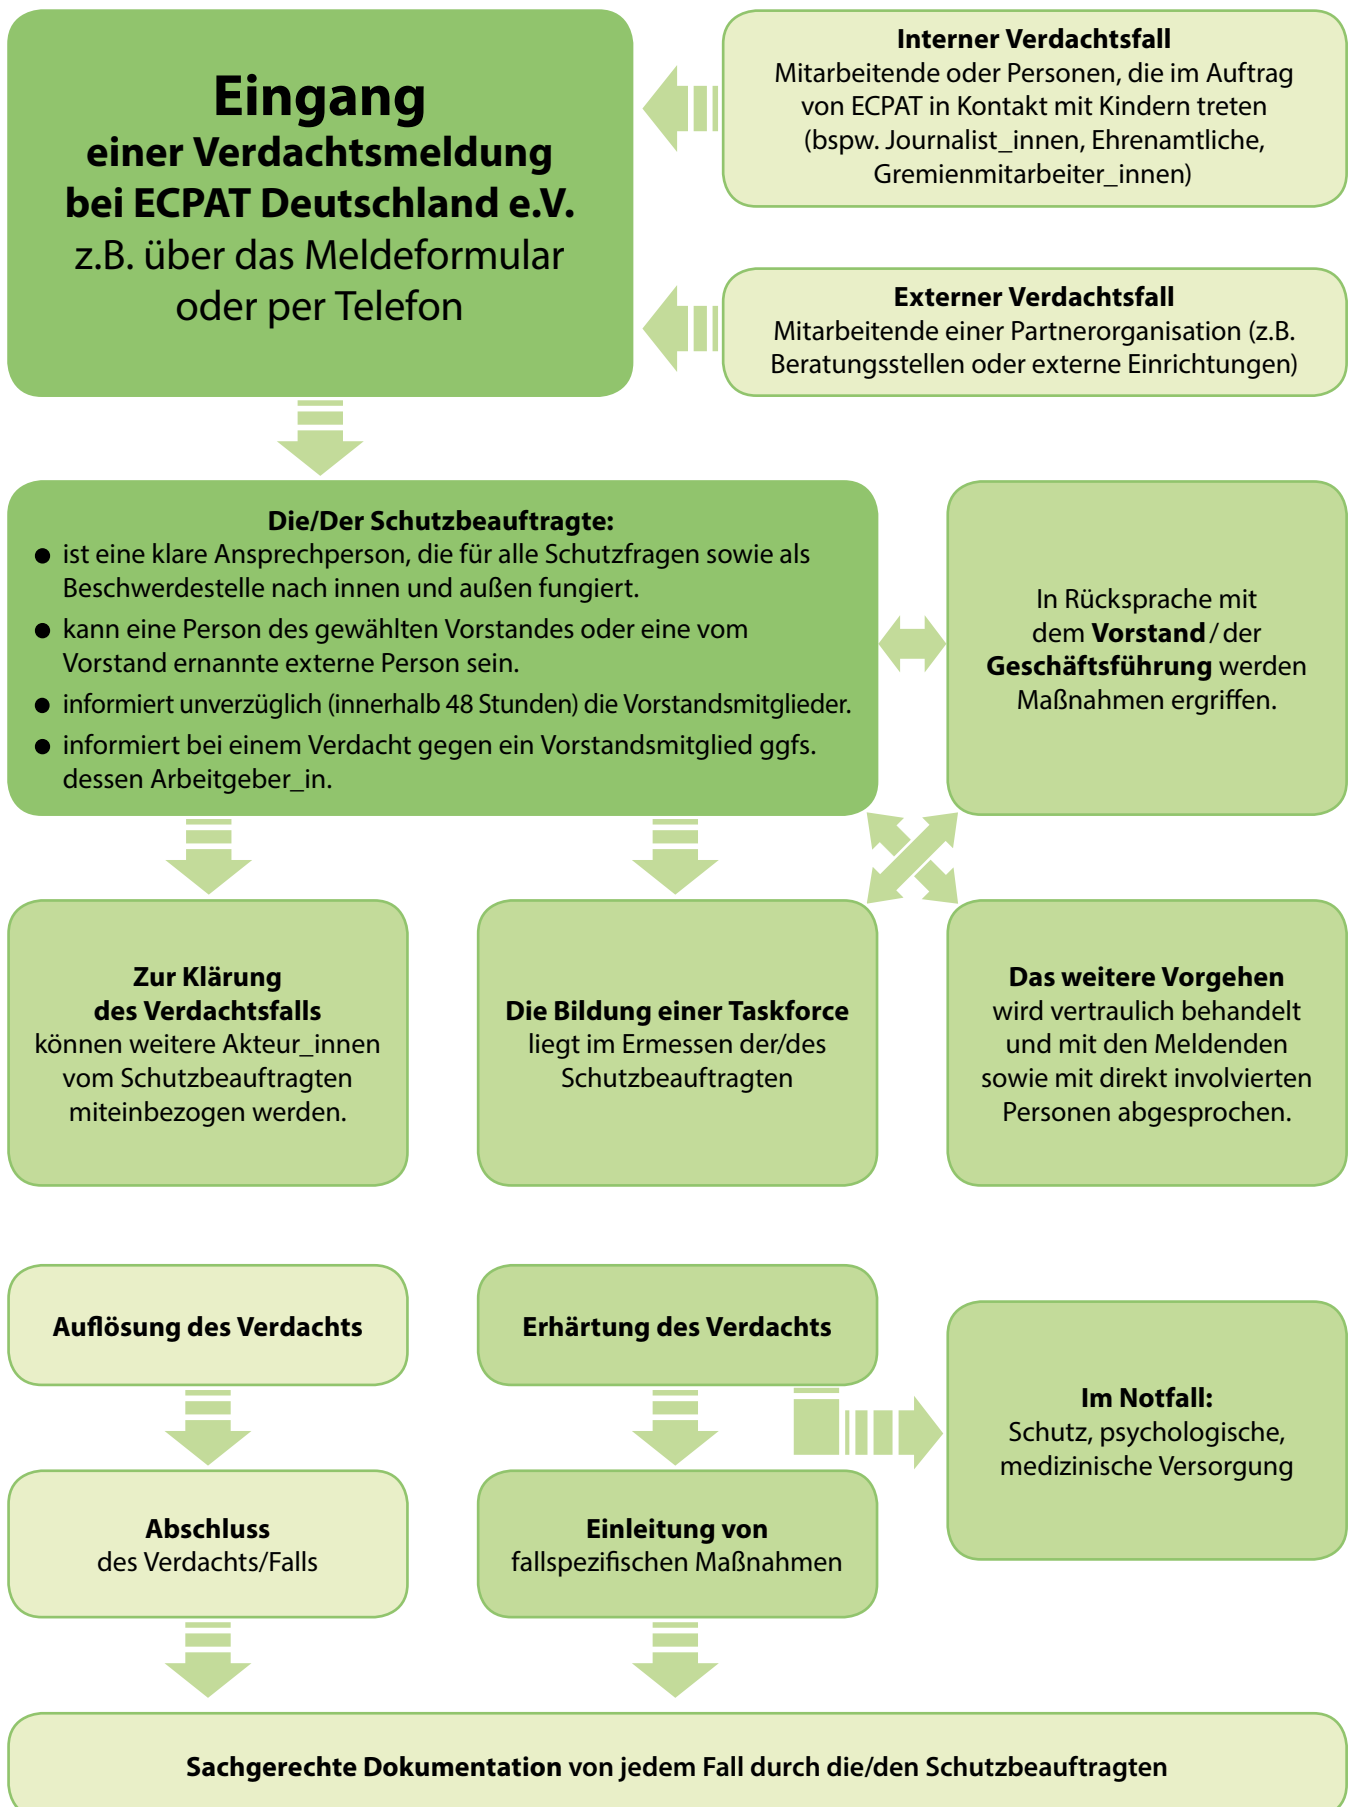 Eingang
einer Verdachtsmeldung
bei ECPAT Deutschland e.V.
z.B. über das Meldeformular
oder per Telefon
Interner Verdachtsfall
Mitarbeitende oder Personen, die im Auftrag
von ECPAT in Kontakt mit Kindern treten
(bspw. Journalist_innen, Ehrenamtliche,
Gremienmitarbeiter_innen)
Externer Verdachtsfall
Mitarbeitende einer Partnerorganisation (z.B.
Beratungsstellen oder externe Einrichtungen)
Die/Der Schutzbeauftragte:
● ist eine klare Ansprechperson, die für alle Schutzfragen sowie als
Beschwerdestelle nach innen und außen fungiert.
● kann eine Person des gewählten Vorstandes oder eine vom
Vorstand ernannte externe Person sein.
● informiert unverzüglich (innerhalb 48 Stunden) die Vorstandsmitglieder.
● informiert bei einem Verdacht gegen ein Vorstandsmitglied ggfs.
dessen Arbeitgeber_in.
In Rücksprache mit
dem Vorstand / der
Geschäftsführung werden
Maßnahmen ergriffen.
Zur Klärung
des Verdachtsfalls
können weitere Akteur_innen
vom Schutzbeauftragten
miteinbezogen werden.
Die Bildung einer Taskforce
liegt im Ermessen der/des
Schutzbeauftragten
Das weitere Vorgehen
wird vertraulich behandelt
und mit den Meldenden
sowie mit direkt involvierten
Personen abgesprochen.
Auflösung des Verdachts
Erhärtung des Verdachts
Im Notfall:
Schutz, psychologische,
medizinische Versorgung
Abschluss
des Verdachts/Falls
Einleitung von
fallspezifischen Maßnahmen
Sachgerechte Dokumentation von jedem Fall durch die/den Schutzbeauftragten